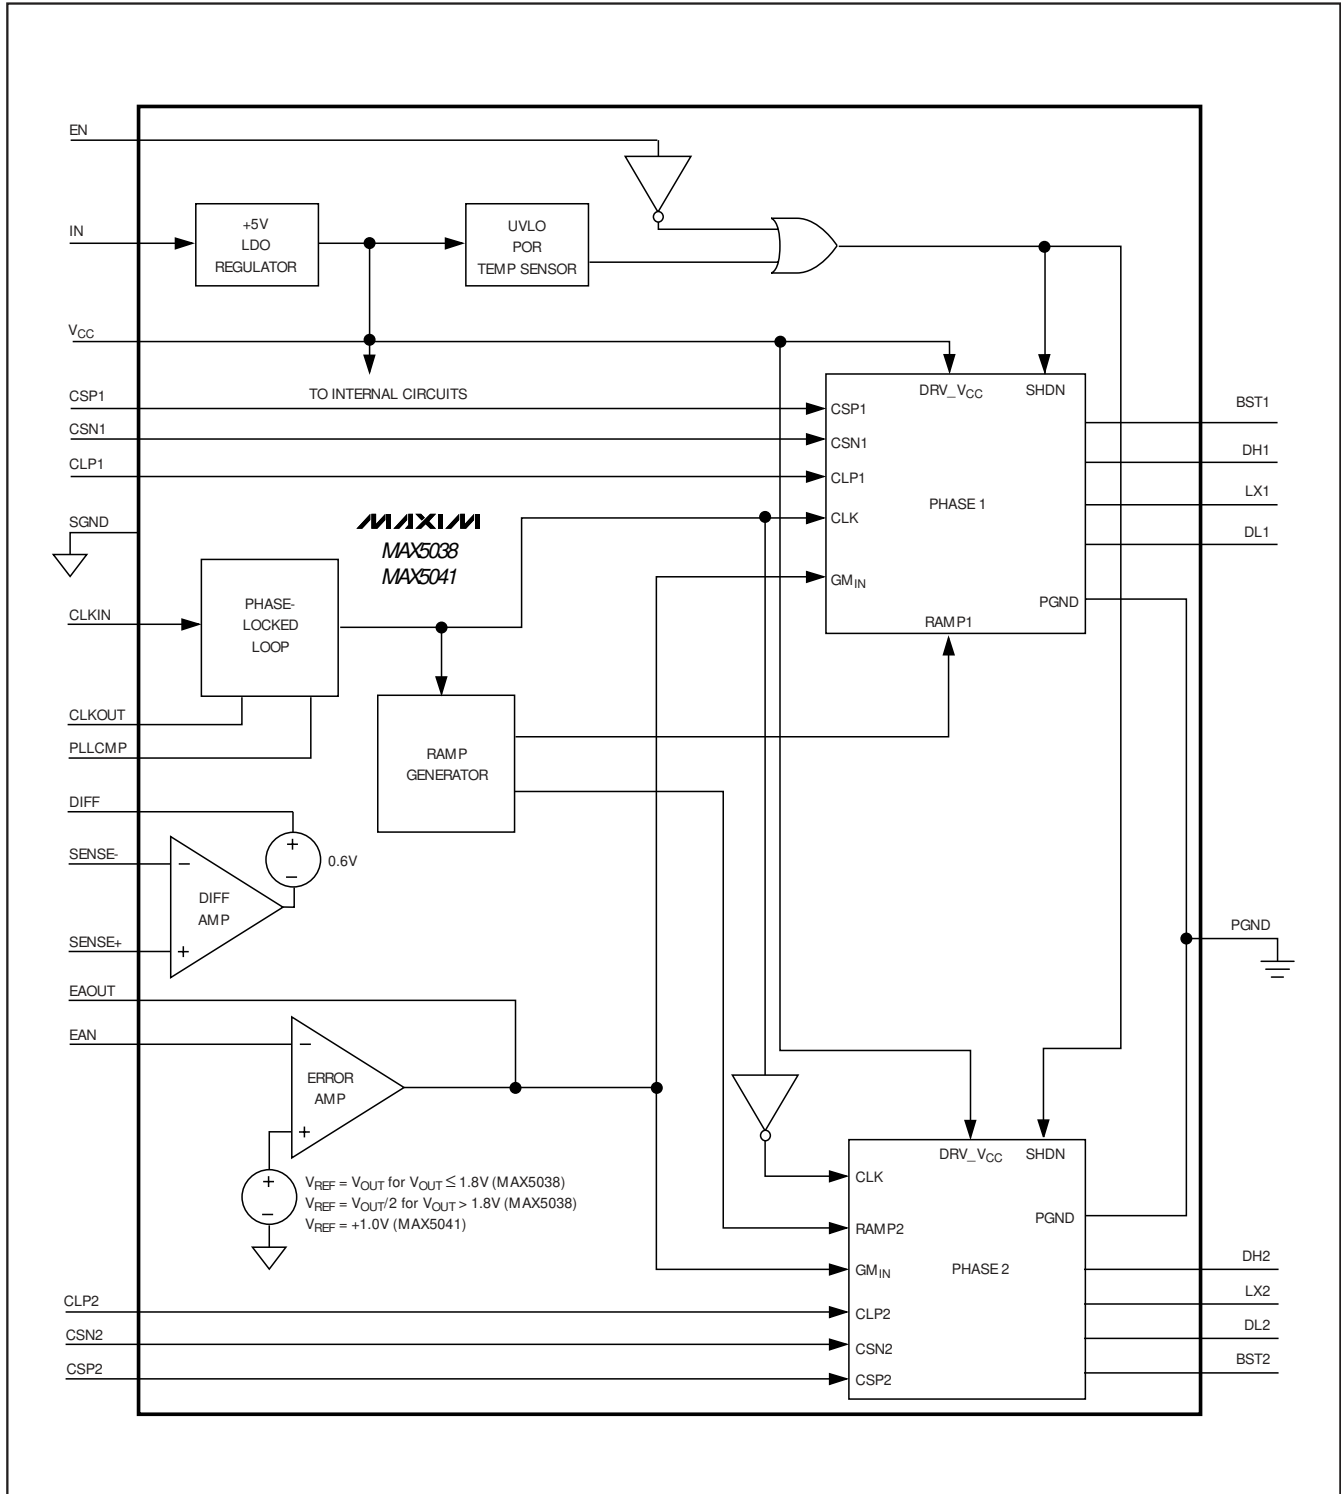 EN
IN
+5V
LDO
REGULATOR
UVLO
POR
TEMP SENSOR
VCC
TO INTERNAL CIRCUITS
CSP1
CSN1
CLP1
SGND
CLKIN
CLKOUT
PLLCMP
MAXIM
MAX5038
MAX5041
PHASE-
LOCKED
LOOP
RAMP
GENERATOR
DRV_VCC
SHDN
CSP1
CSN1
CLP1
CLK
GMIN
PHASE 1
PGND
RAMP1
BST1
DH1
LX1
DL1
DIFF
SENSE-
SENSE+
+
−
0.6V
−
DIFF
AMP
+
PGND
EAOUT
EAN
−
ERROR
AMP
+
+
−
VREF = VOUT for VOUT ≤ 1.8V (MAX5038)
VREF = VOUT/2 for VOUT > 1.8V (MAX5038)
VREF = +1.0V (MAX5041)
DRV_VCC
SHDN
CLK
PGND
RAMP2
GMIN
PHASE 2
CLP2
CSN2
CSP2
CLP2
CSN2
CSP2
DH2
LX2
DL2
BST2